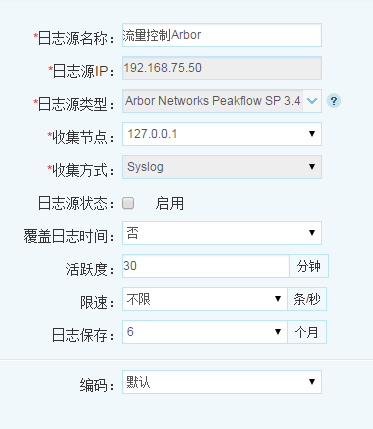 *日志源名称： 流量控制Arbor
*日志源IP： 192.168.75.50
*日志源类型： Arbor Networks Peakflow SP 3.4 ?
*收集节点： 127.0.0.1
*收集方式： Syslog
日志源状态： 启用
覆盖日志时间： 否
活跃度： 30 分钟
限速： 不限 条/秒
日志保存： 6 个月
编码： 默认